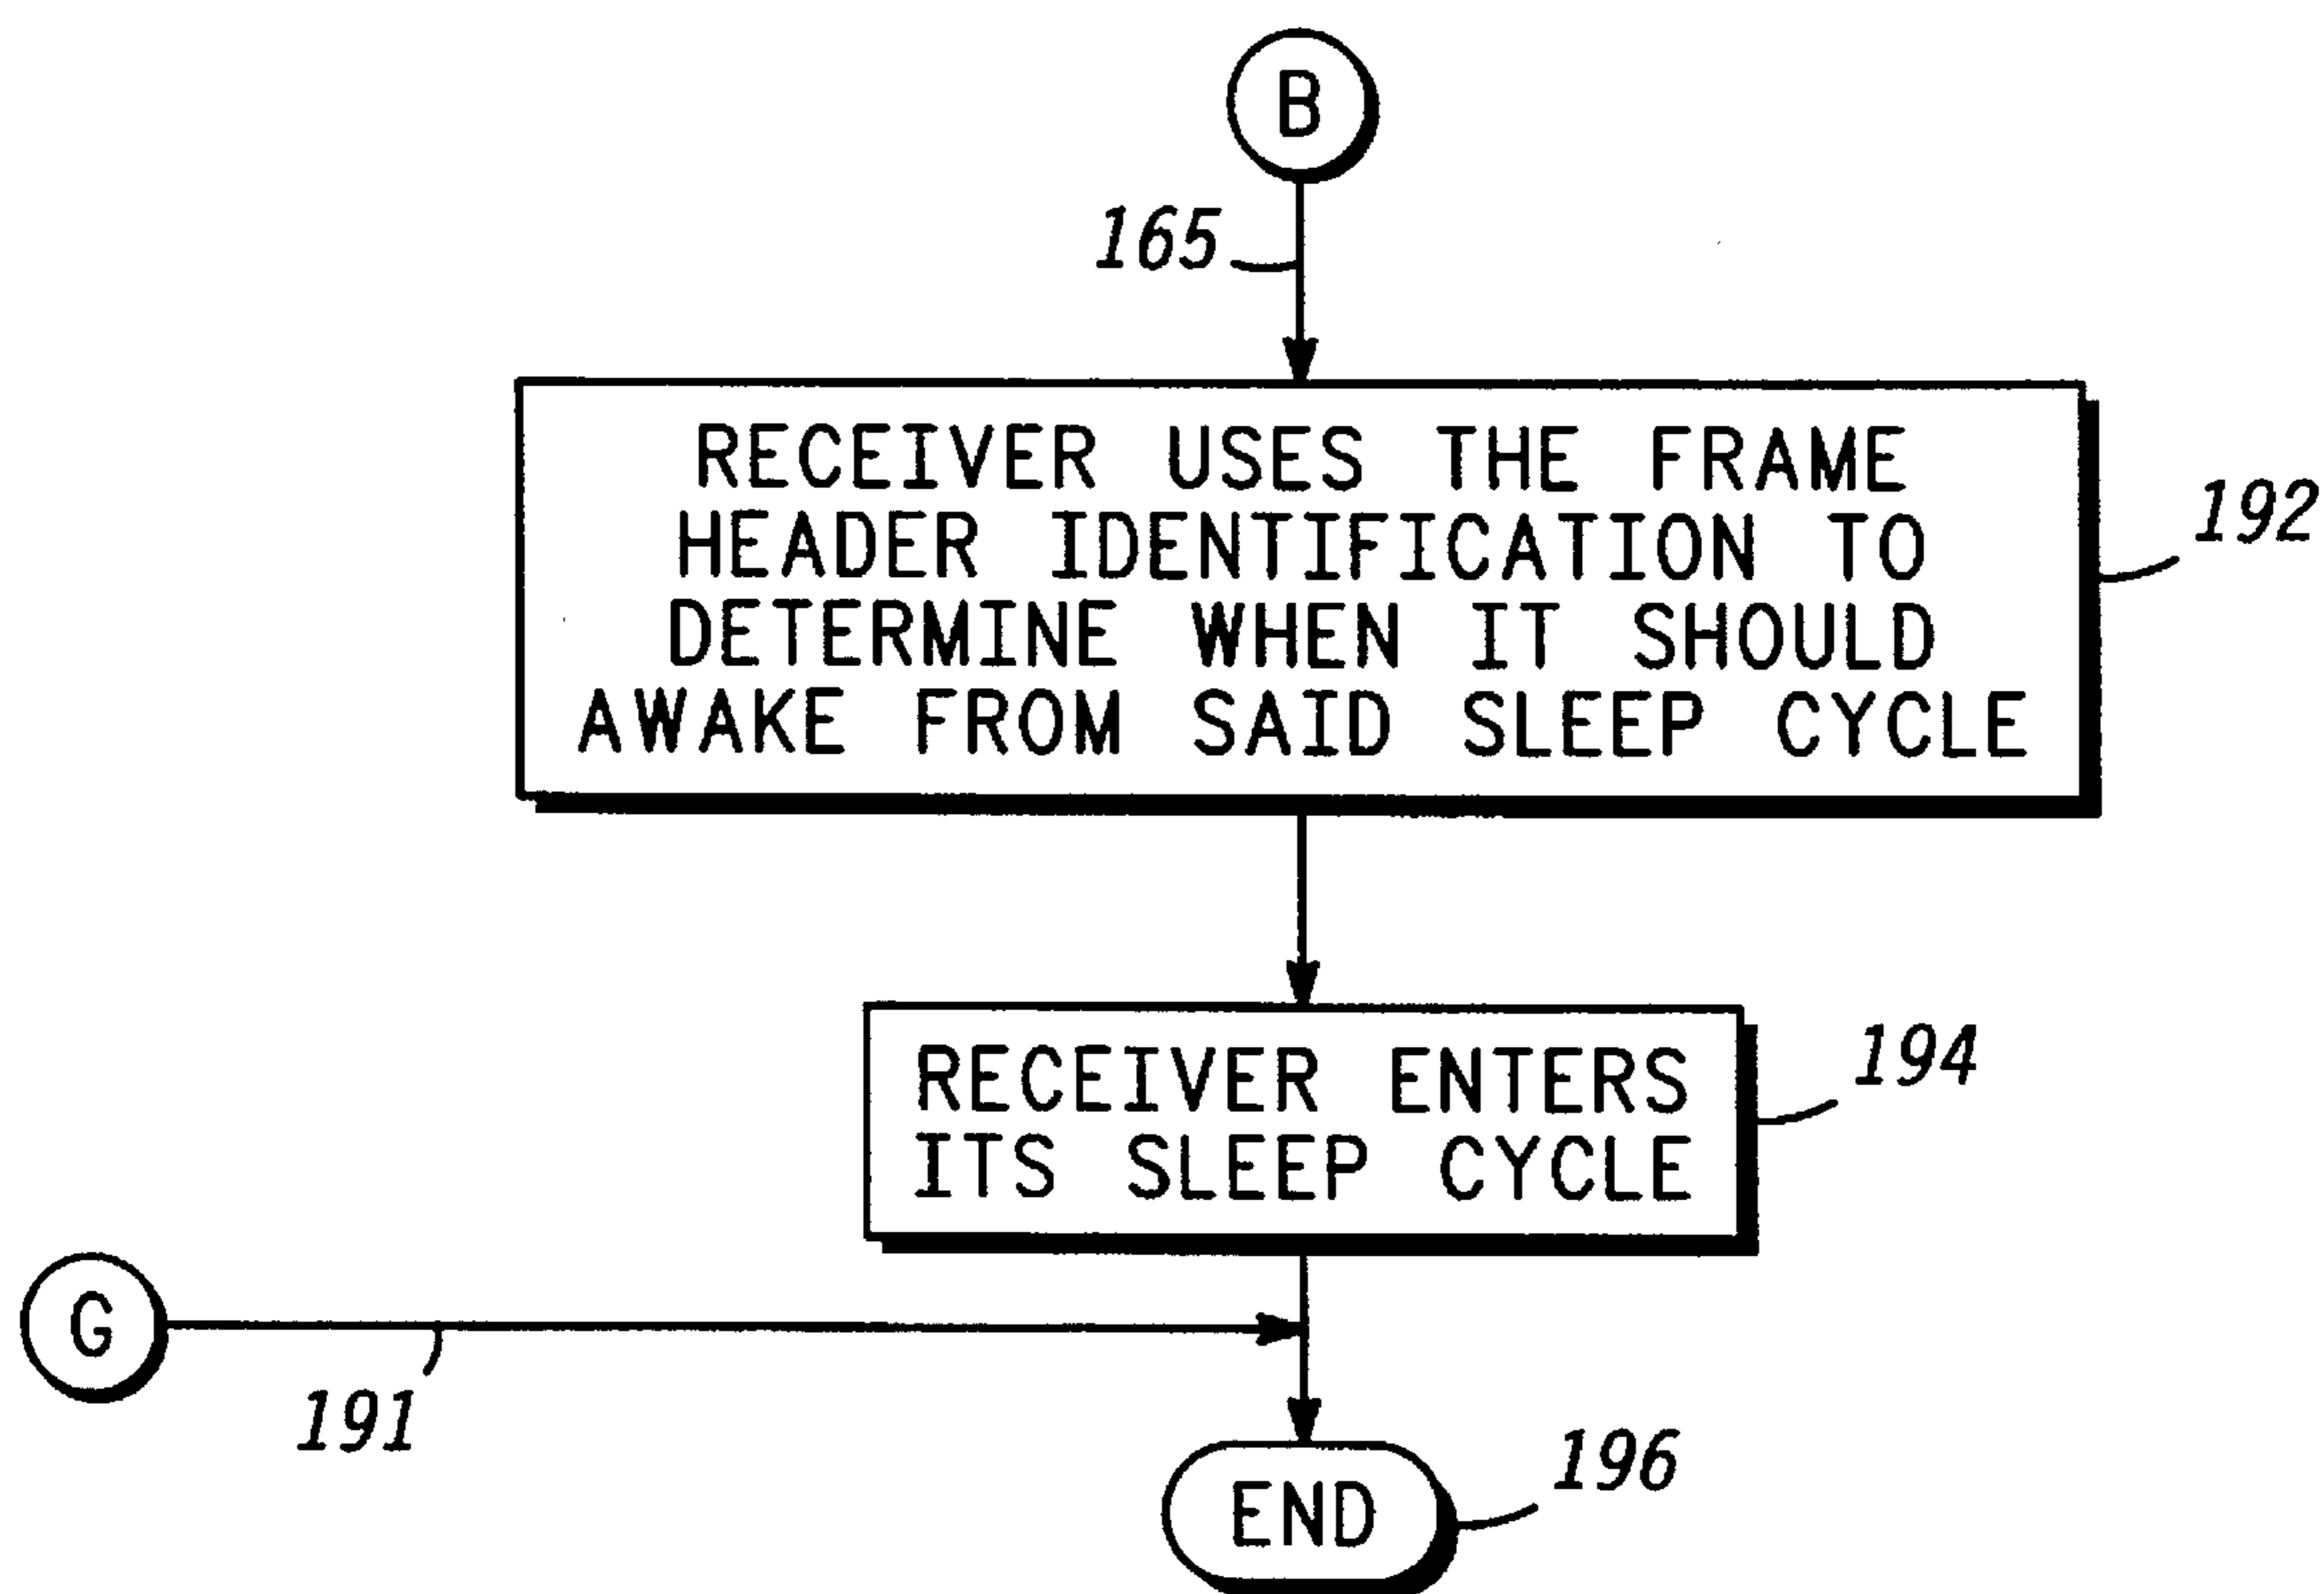 B
165
RECEIVER USES THE FRAME
HEADER IDENTIFICATION TO
DETERMINE WHEN IT SHOULD
AWAKE FROM SAID SLEEP CYCLE
192
RECEIVER ENTERS
ITS SLEEP CYCLE
194
G
191
END
196